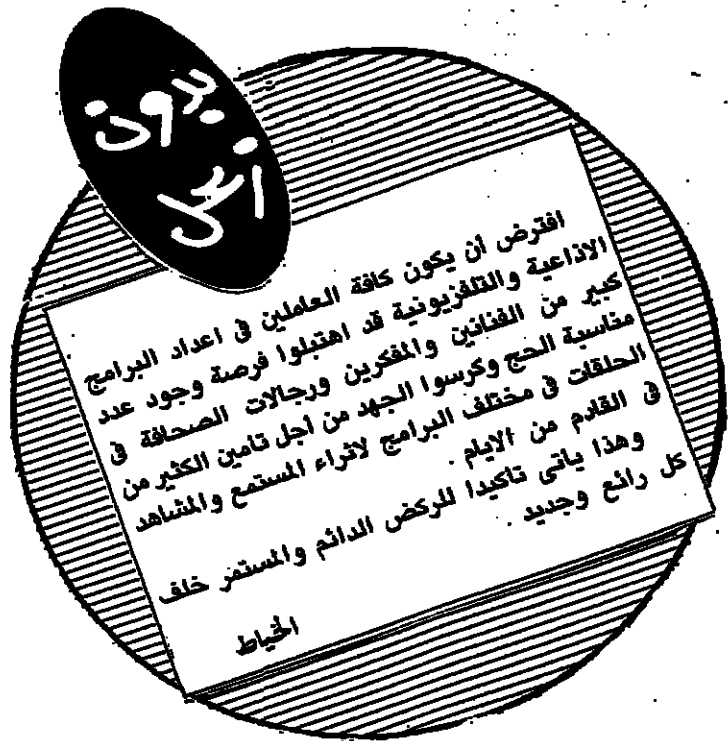 بدون
زعل
افترض أن يكون كافة العاملين في اعداد البرامج
الاذاعية والتلفزيونية قد اهتبلوا فرصة وجود عدد
كبير من الفنانين والمفكرين ورجالات الصحافة في
مناسبة الحج وكرسوا الجهد من اجل تامين الكثير من
الحلقات في مختلف البرامج لاثراء المستمع والمشاهد
في القادم من الايام .
وهذا ياتى تاكيدا للركض الدائم والمستمر خلف
كل رائع وجديد .
الخياط